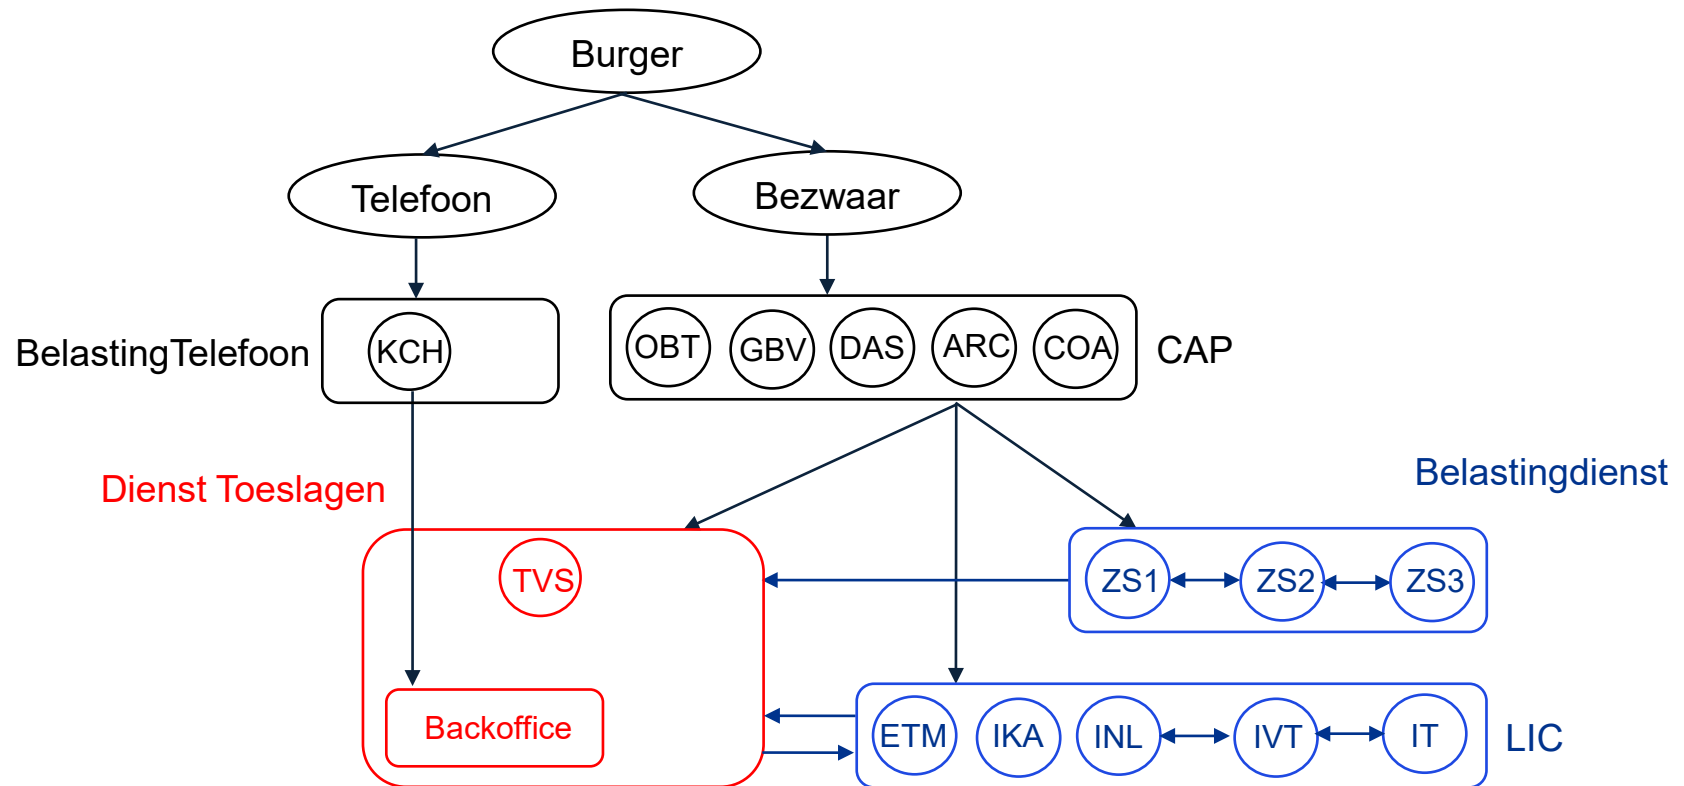 Burger
Telefoon
Bezwaar
BelastingTelefoon
KCH
OBT
GBV
DAS
ARC
COA
CAP
Dienst Toeslagen
Belastingdienst
TVS
ZS1
ZS2
ZS3
Backoffice
ETM
IKA
INL
IVT
IT
LIC